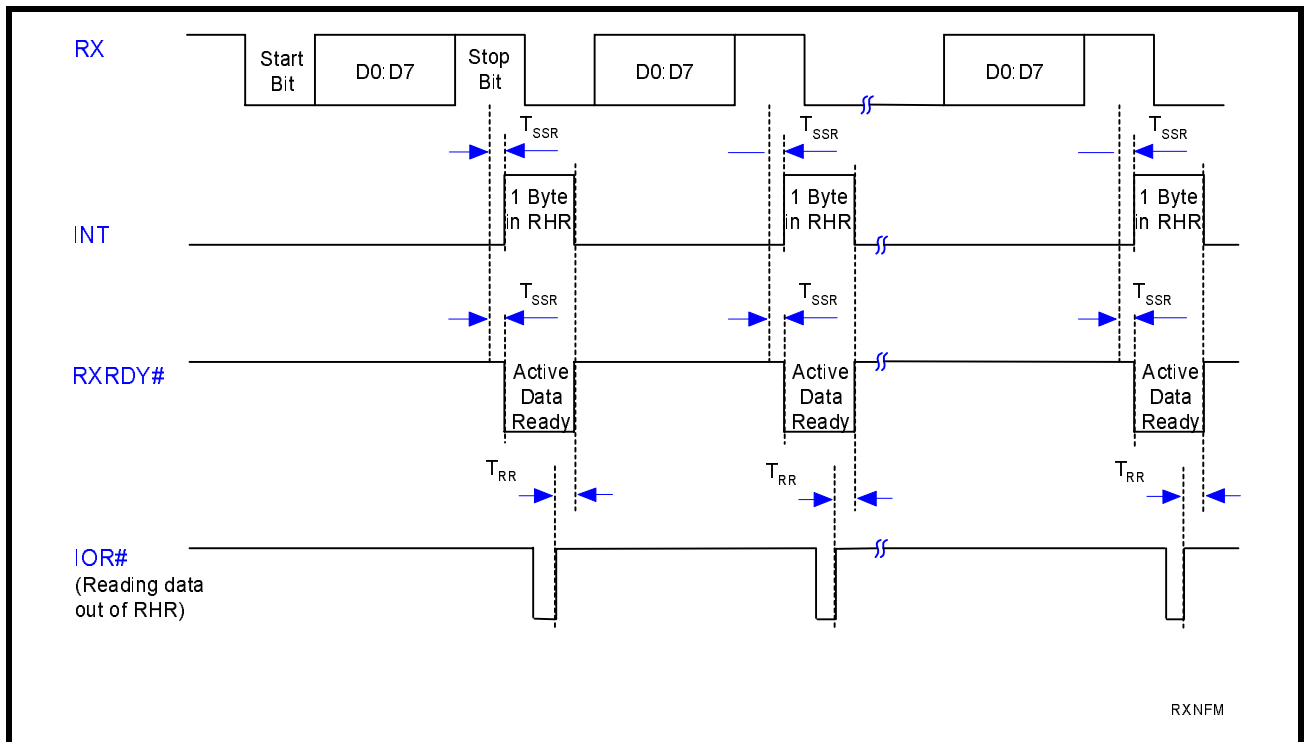 RX
Start
Bit
D0:D7
Stop
Bit
D0:D7
D0:D7
TSSR
TSSR
TSSR
INT
1 Byte
in RHR
1 Byte
in RHR
1 Byte
in RHR
TSSR
TSSR
TSSR
RXRDY#
Active
Data
Ready
Active
Data
Ready
Active
Data
Ready
TRR
TRR
TRR
IOR#
(Reading data
out of RHR)
RXNFM